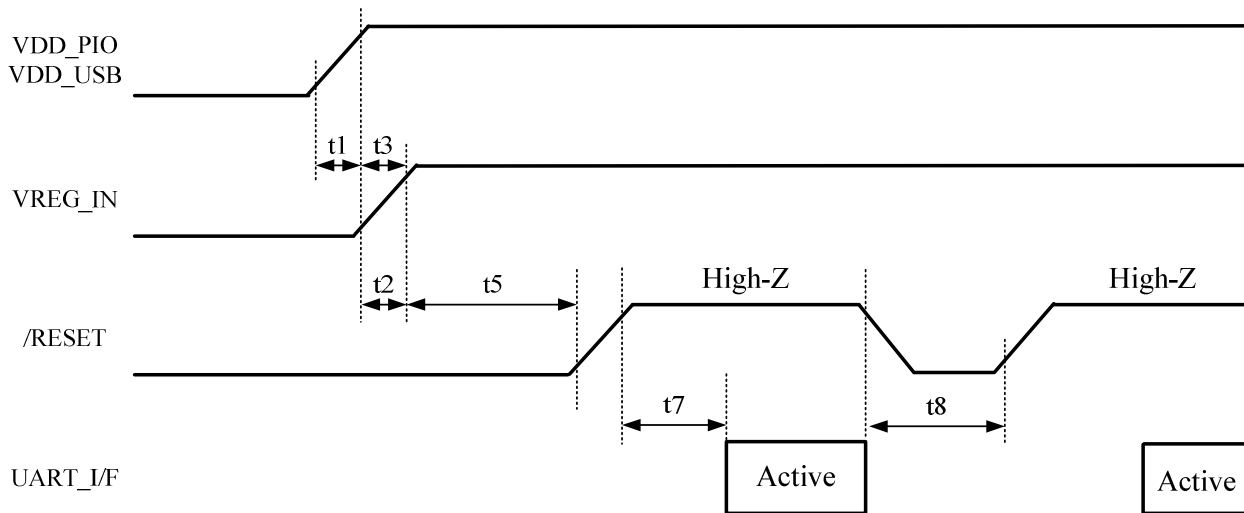 VDD_PIO
VDD_USB
t1
t3
VREG_IN
t2
t5
High-Z
High-Z
/RESET
t7
t8
UART_I/F
Active
Active